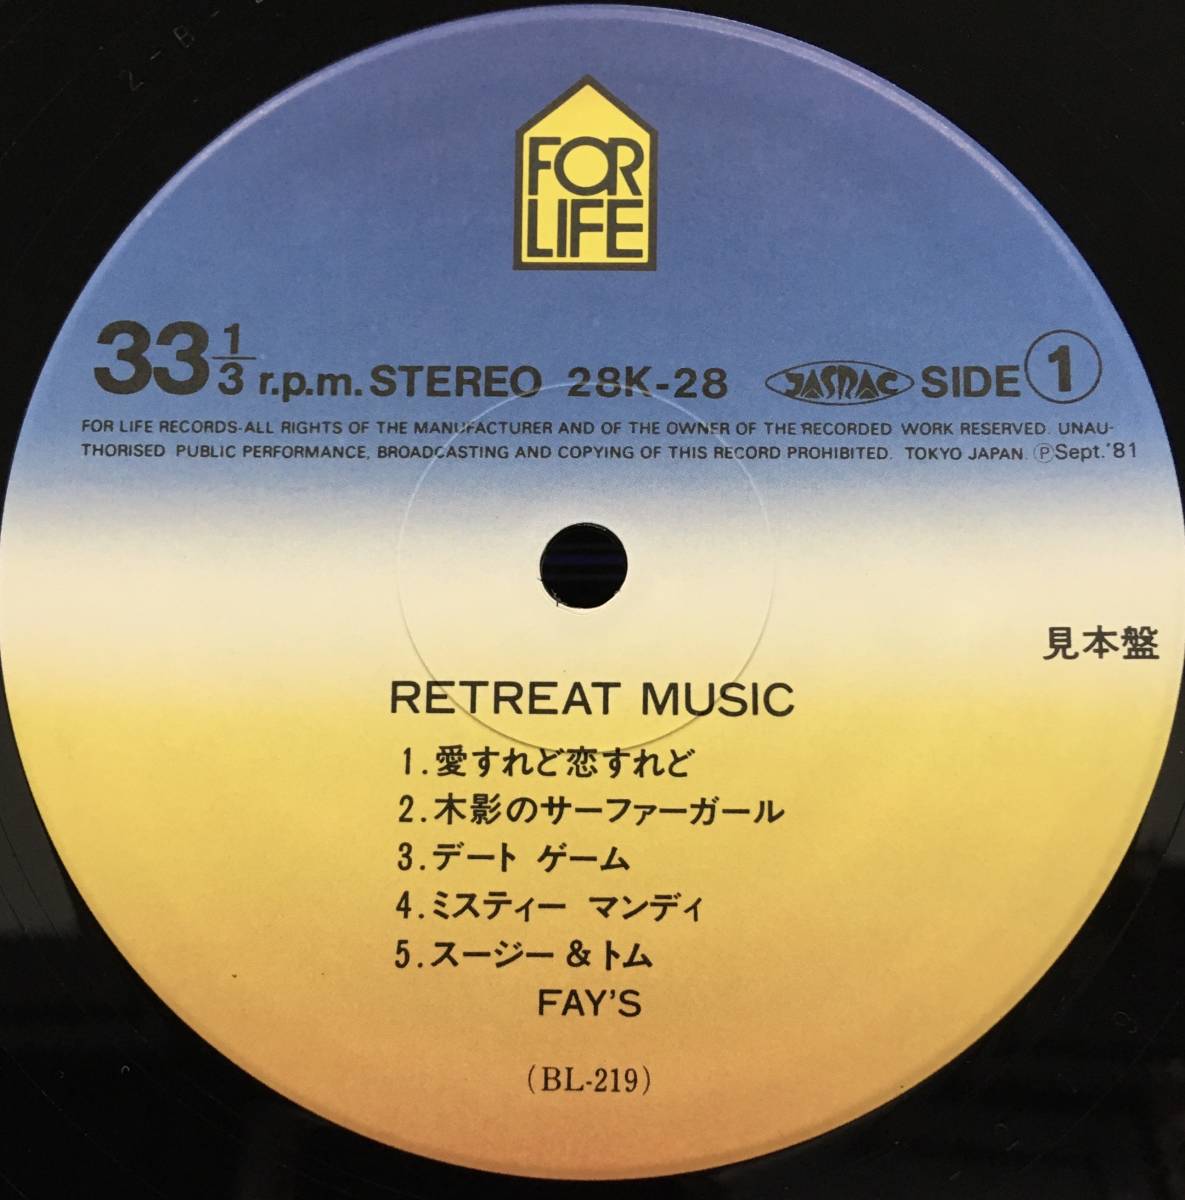 FOR
LIFE
33 1/3 r.p.m. STEREO 28K-28 JASRAC SIDE 1
FOR LIFE RECORDS-ALL RIGHTS OF THE MANUFACTURER AND OF THE OWNER OF THE RECORDED WORK RESERVED. UNAU-
THORISED PUBLIC PERFORMANCE, BROADCASTING AND COPYING OF THIS RECORD PROHIBITED. TOKYO JAPAN. ⓅSept.'81
見本盤
RETREAT MUSIC
1.愛すれど恋すれど
2.木影のサーファーガール
3.デート ゲーム
4.ミスティー マンディ
5.スージー&トム
FAY'S
(BL-219)